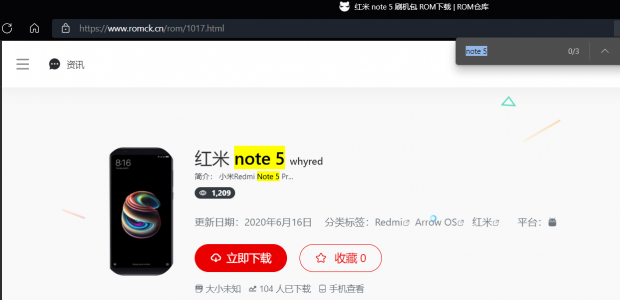 红米 note 5 刷机包 ROM下载 | ROM仓库
https://www.romck.cn/rom/1017.html
note 5 0/3
资讯
8:16
红米 note 5 whyred
简介： 小米Redmi Note 5 Pr...
1,209
更新日期：2020年6月16日 分类标签：Redmi Arrow OS 红米 平台：
立即下载 收藏 0
大小未知 104 人已下载 手机查看